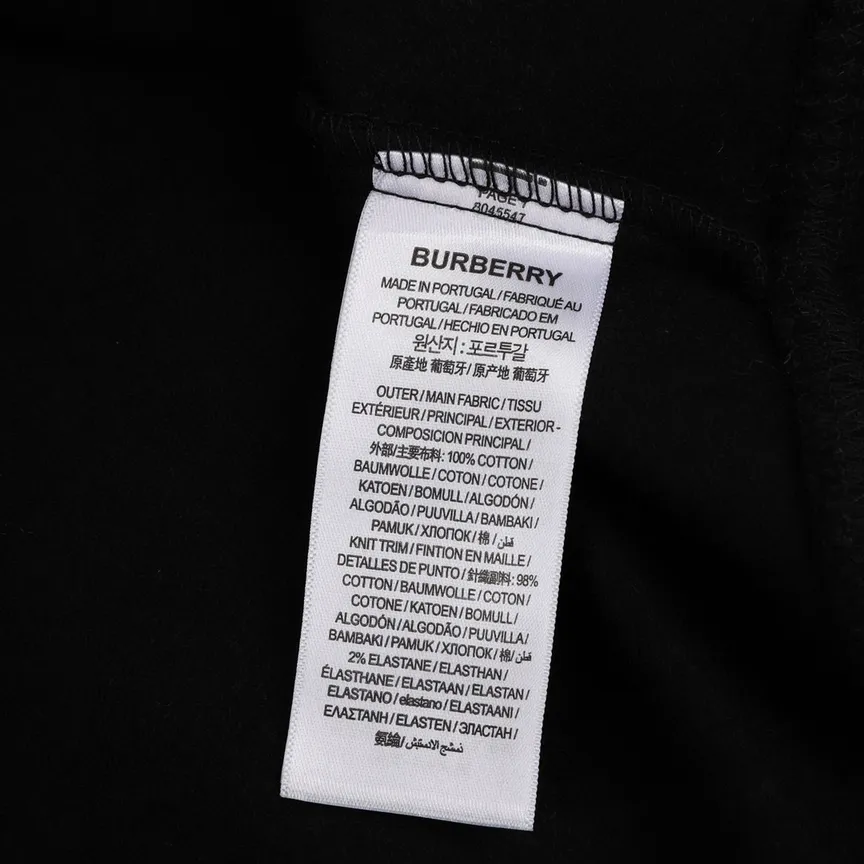 PAGE 1
8045547
BURBERRY
MADE IN PORTUGAL/FABRIQUÉ AU
PORTUGAL/FABRICADO EM
PORTUGAL/HECHO EN PORTUGAL
원산지 : 포르투갈
原產地 葡萄牙/原产地 葡萄牙
OUTER/MAIN FABRIC/TISSU
EXTÉRIEUR/PRINCIPAL/EXTERIOR-
COMPOSICION PRINCIPAL/
外部/主要布料: 100% COTTON/
BAUMWOLLE/COTON/COTONE/
KATOEN/BOMULL/ALGODÓN/
ALGODÃO/PUUVILLA/BAMBAKI/
PAMUK/ХЛОПОК/棉/قطن
KNIT TRIM/FINTION EN MAILLE/
DETALLES DE PUNTO/針織副料: 98%
COTTON/BAUMWOLLE/COTON/
COTONE/KATOEN/BOMULL/
ALGODÓN/ALGODÃO/PUUVILLA/
BAMBAKI/PAMUK/ХЛОПОК/棉/قطن
2% ELASTANE/ELASTHAN/
ÉLASTHANE/ELASTAAN/ELASTAN/
ELASTANO/elastano/ELASTAANI/
ΕΛΑΣΤΑΝΗ/ELASTEN/ЭЛАСТАН/
氨綸/